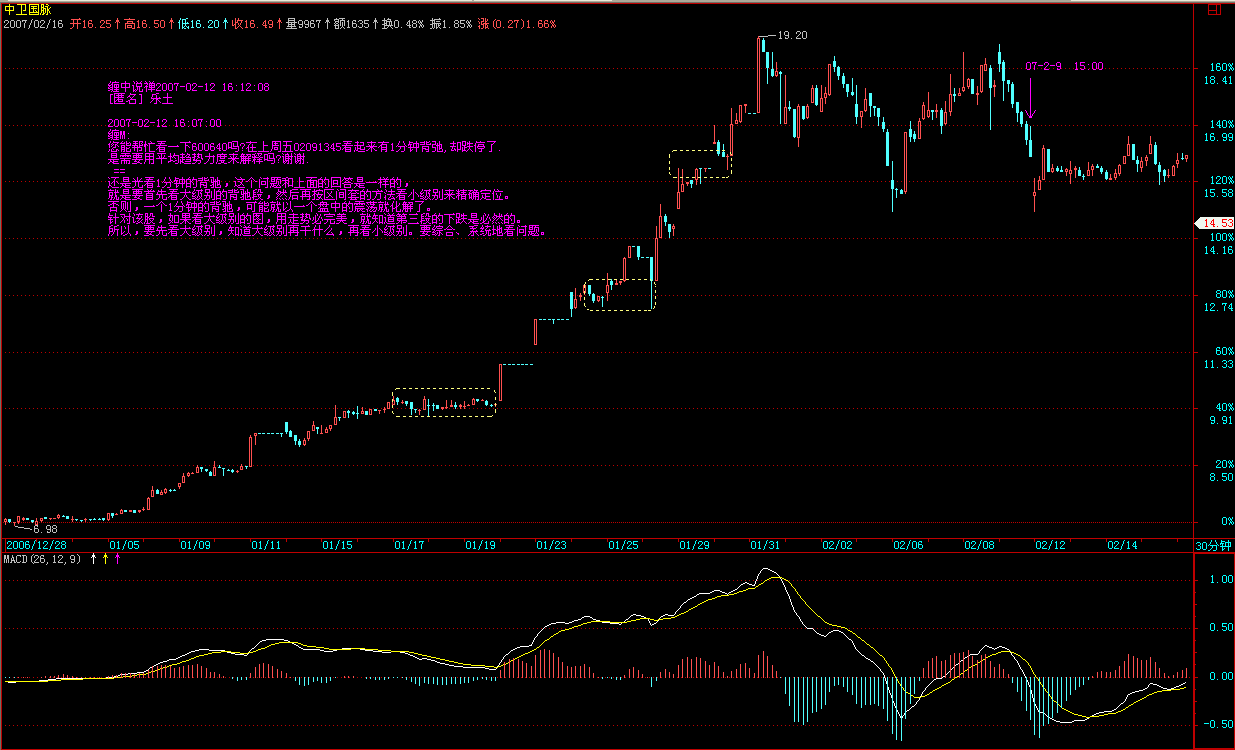 中卫国脉
2007/02/16 开16.25↑高16.50↑低16.20↑收16.49↑量9967↑额1635↑换0.48% 振1.85% 涨(0.27)1.66%
日
19.20
07-2-9 15:00
缠中说禅2007-02-12 16:12:08
[匿名] 乐土
2007-02-12 16:07:00
缠M:
您能帮忙看一下600640吗?在上周五02091345看起来有1分钟背弛,却跌停了.
是需要用平均趋势力度来解释吗?谢谢.
==
还是光看1分钟的背弛，这个问题和上面的回答是一样的，
就是要首先看大级别的背弛段，然后再按区间套的方法看小级别来精确定位。
否则，一个1分钟的背弛，可能就以一个盘中的震荡就化解了。
针对该股，如果看大级别的图，用走势必完美，就知道第三段的下跌是必然的。
所以，要先看大级别，知道大级别再干什么，再看小级别。要综合、系统地看问题。
160%
18.41
140%
16.99
120%
15.58
14.53
100%
14.16
80%
12.74
60%
11.33
40%
9.91
20%
8.50
0%
6.98
2006/12/28 01/05 01/09 01/11 01/15 01/17 01/19 01/23 01/25 01/29 01/31 02/02 02/06 02/08 02/12 02/14 30分钟
MACD(26,12,9) ↑ ↑ ↑
1.00
0.50
0.00
-0.50